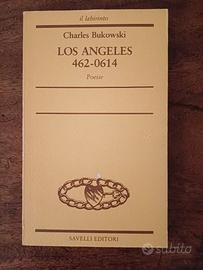 il labirinto
Charles Bukowski
LOS ANGELES
462-0614
Poesie
SAVELLI EDITORI
subito